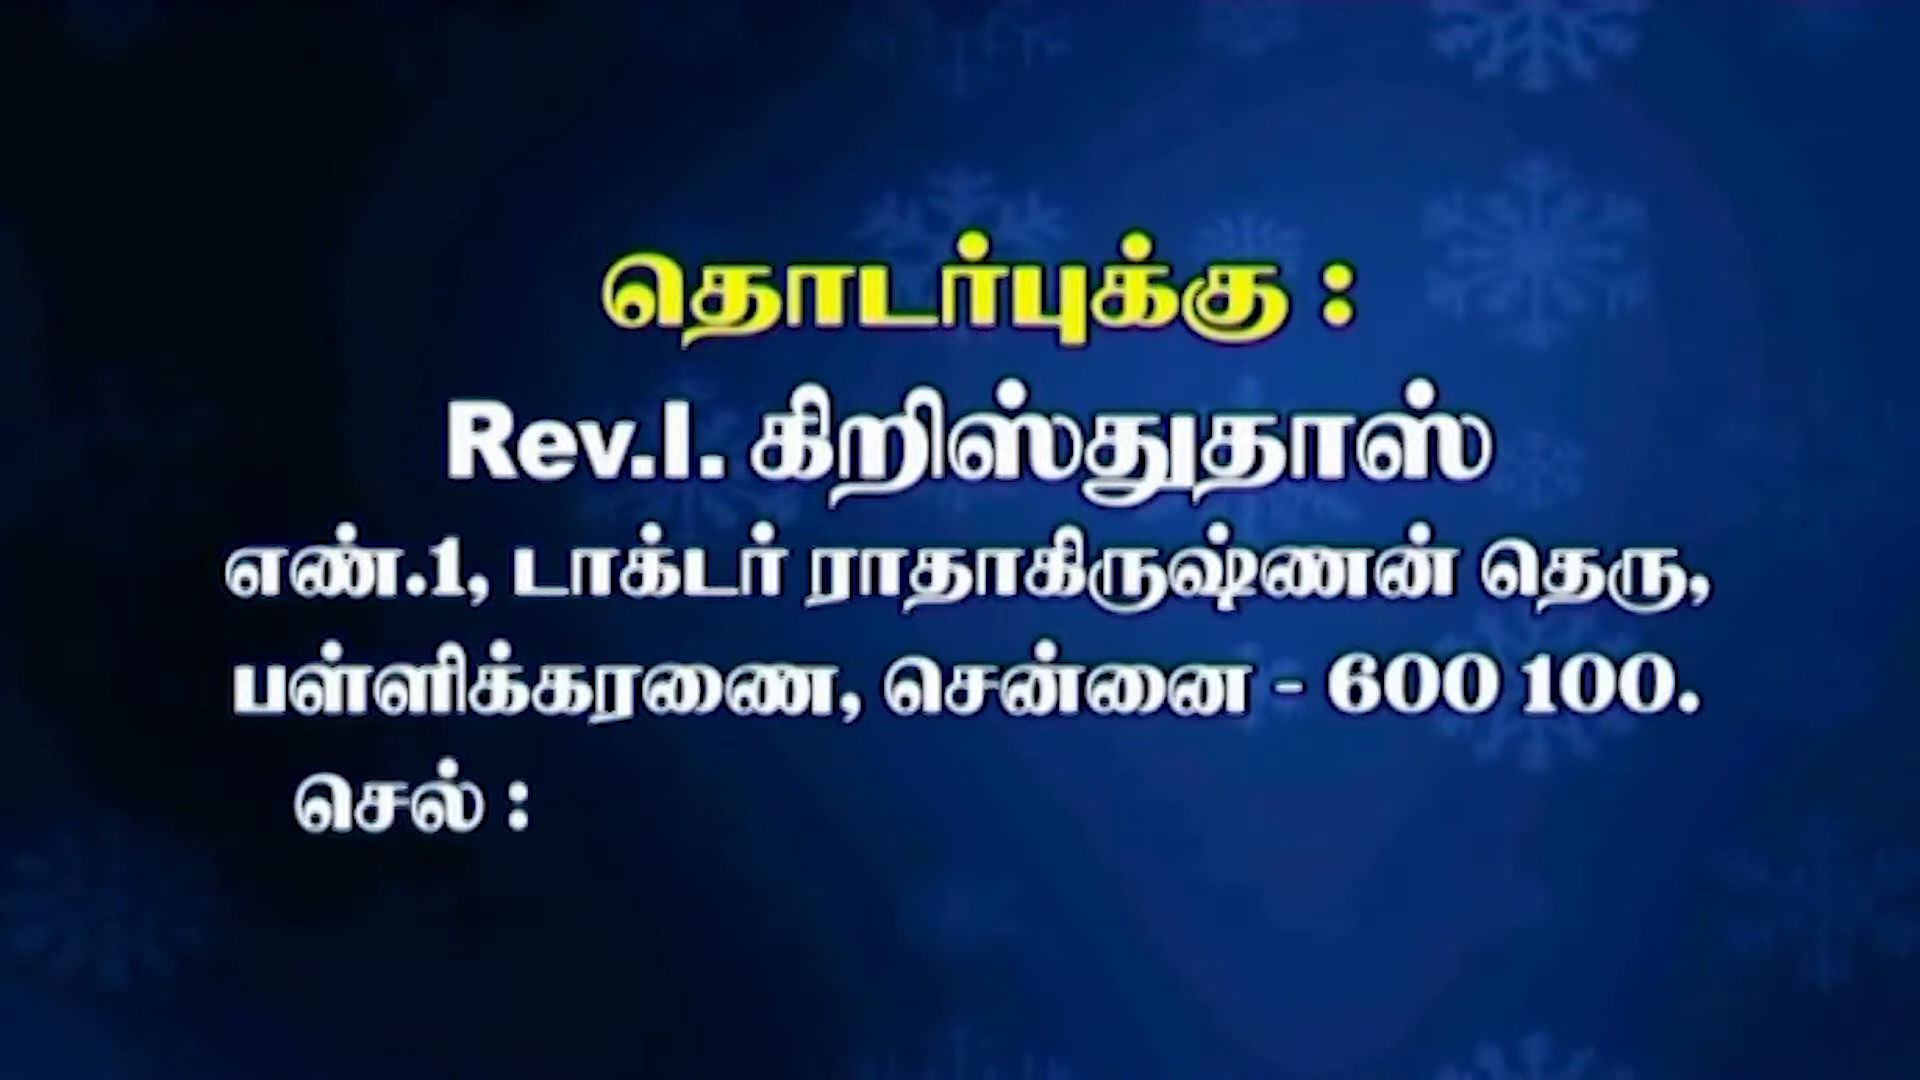 தொடர்புக்கு :
Rev.I. கிறிஸ்துதாஸ்
எண்.1, டாக்டர் ராதாகிருஷ்ணன் தெரு,
பள்ளிக்கரணை, சென்னை - 600 100.
செல் :